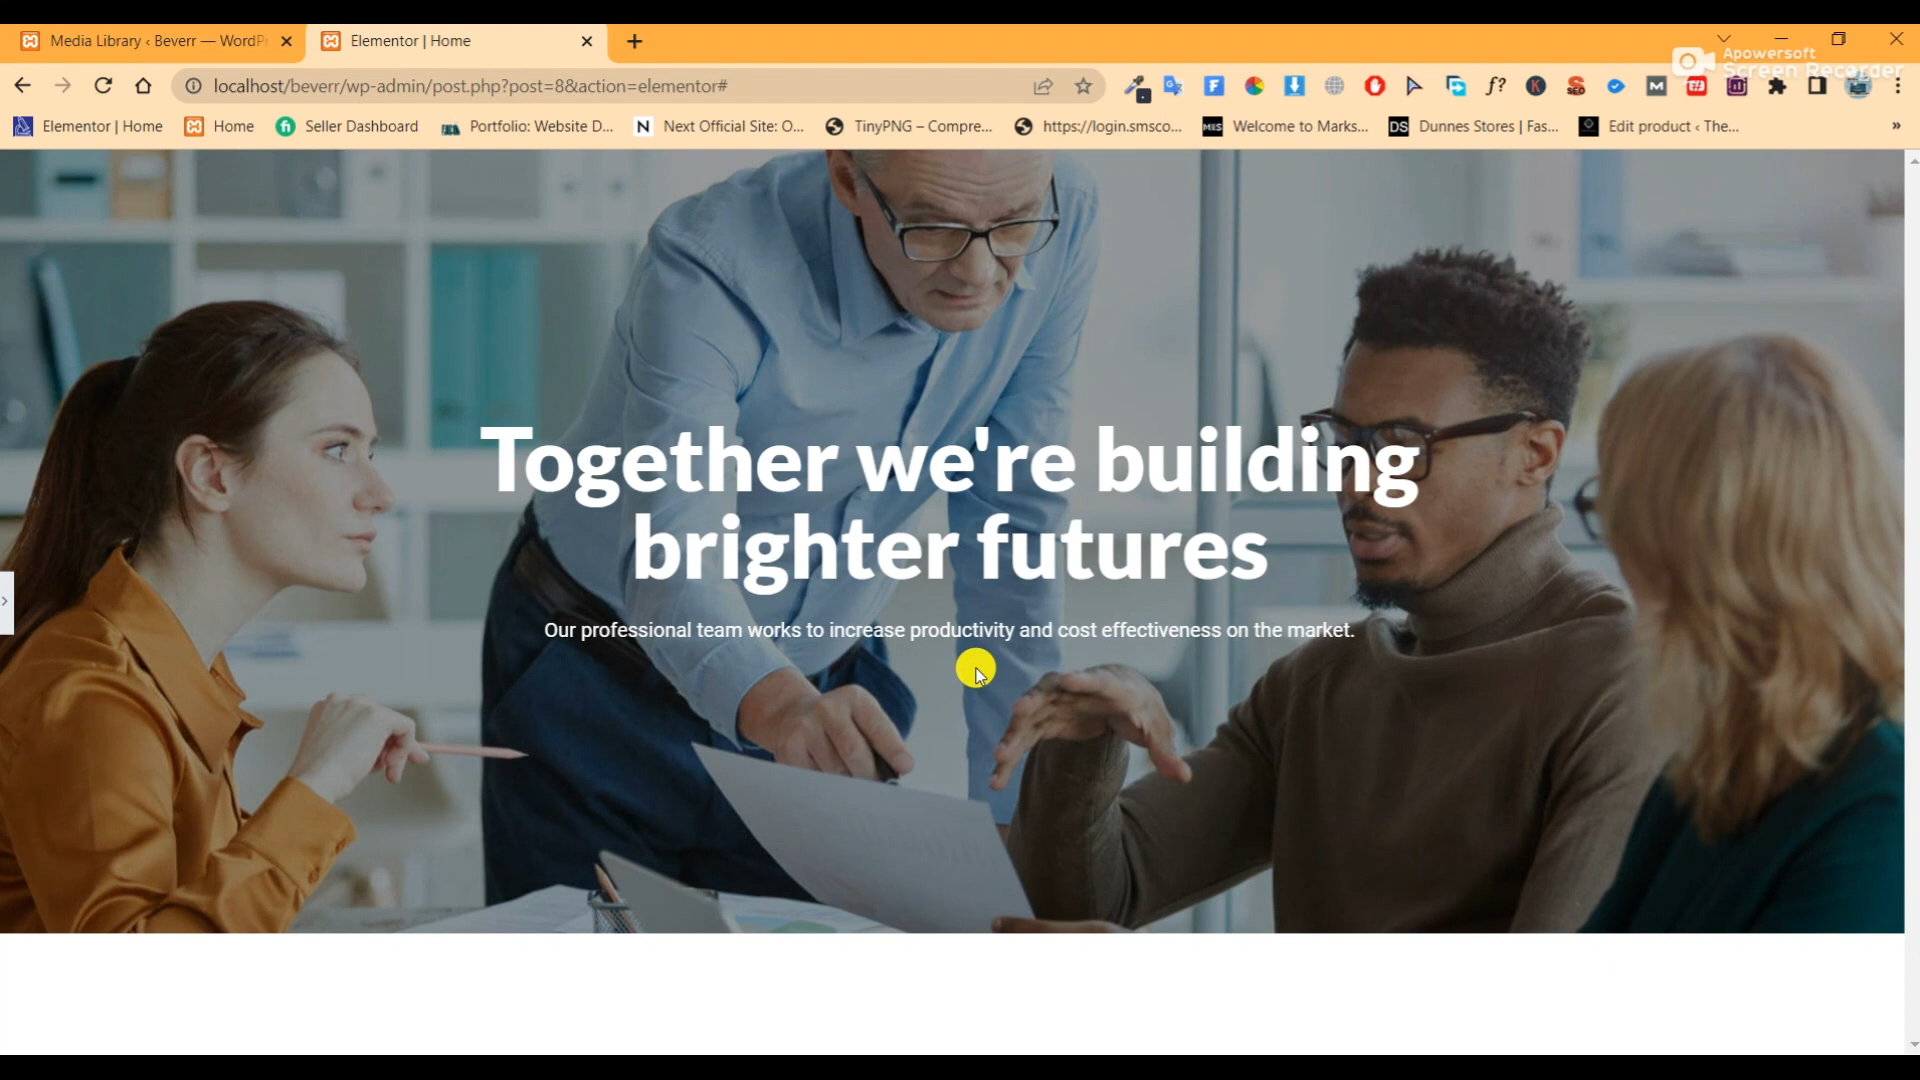 Media Library ‹ Beverr — WordPr
Elementor | Home
Apowersoft
Screen Recorder
localhost/beverr/wp-admin/post.php?post=8&action=elementor#
Elementor | Home
Home
Seller Dashboard
Portfolio: Website D...
Next Official Site: O...
TinyPNG – Compre...
https://login.smsco...
Welcome to Marks...
Dunnes Stores | Fas...
Edit product ‹ The...
Together we're building
brighter futures
Our professional team works to increase productivity and cost effectiveness on the market.